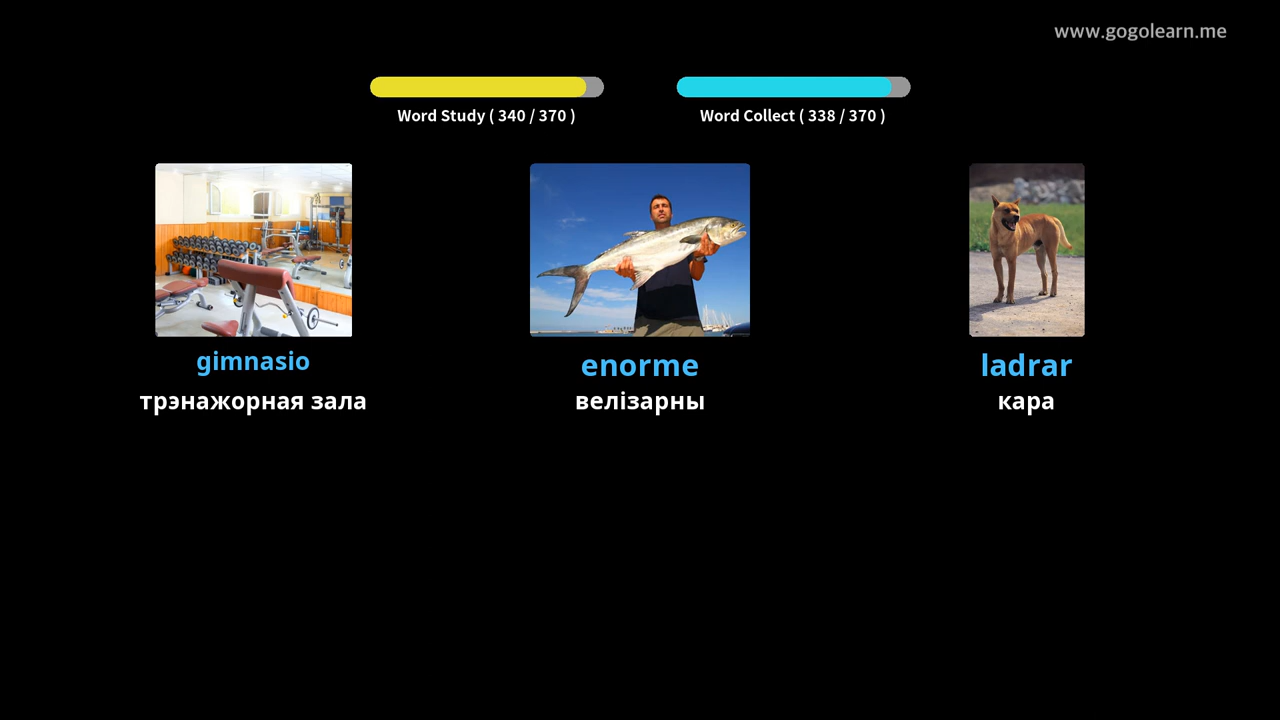 www.gogolearn.me
Word Study ( 340 / 370 )
Word Collect ( 338 / 370 )
gimnasio
enorme
ladrar
трэнажорная зала
велізарны
кара